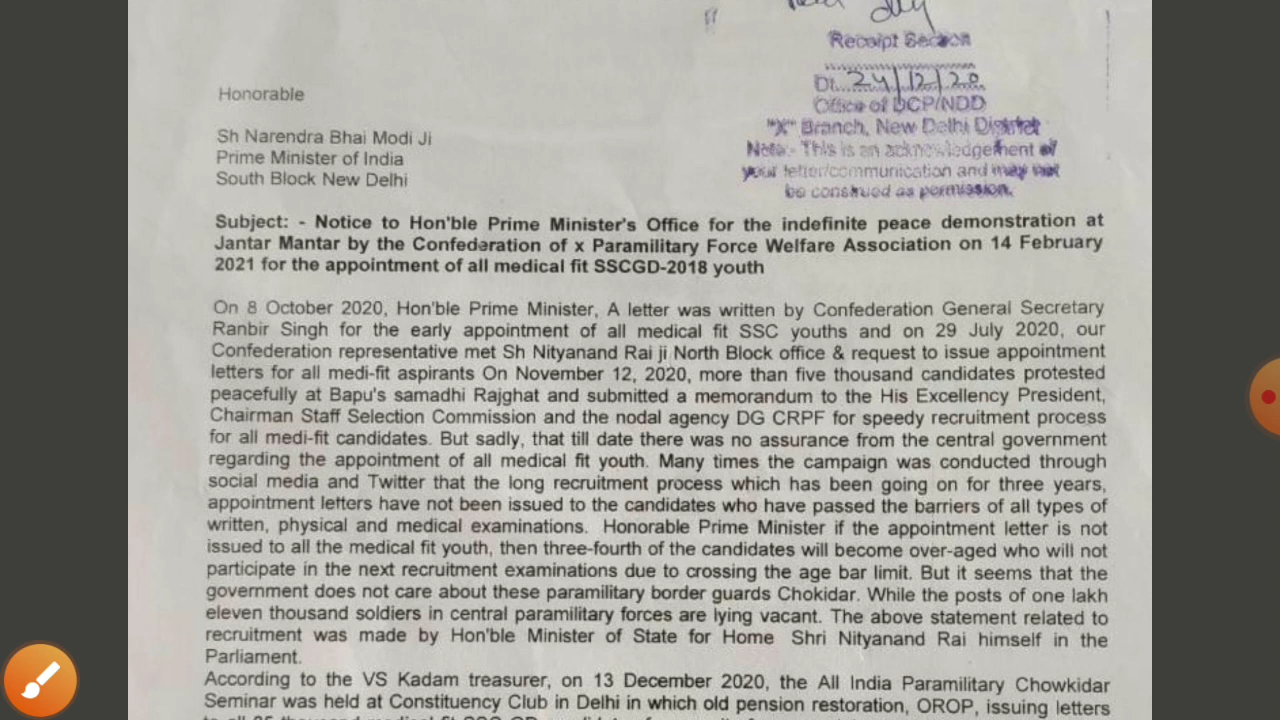 Receipt Section
Dt. 24/12/20
Office of DCP/NDD
"X" Branch, New Delhi District
Note:- This is an acknowledgement of
your letter/communication and may not
be construed as permission.
Honorable
Sh Narendra Bhai Modi Ji
Prime Minister of India
South Block New Delhi
Subject: - Notice to Hon'ble Prime Minister's Office for the indefinite peace demonstration at
Jantar Mantar by the Confederation of x Paramilitary Force Welfare Association on 14 February
2021 for the appointment of all medical fit SSCGD-2018 youth
On 8 October 2020, Hon'ble Prime Minister, A letter was written by Confederation General Secretary
Ranbir Singh for the early appointment of all medical fit SSC youths and on 29 July 2020, our
Confederation representative met Sh Nityanand Rai ji North Block office & request to issue appointment
letters for all medi-fit aspirants On November 12, 2020, more than five thousand candidates protested
peacefully at Bapu's samadhi Rajghat and submitted a memorandum to the His Excellency President,
Chairman Staff Selection Commission and the nodal agency DG CRPF for speedy recruitment process
for all medi-fit candidates. But sadly, that till date there was no assurance from the central government
regarding the appointment of all medical fit youth. Many times the campaign was conducted through
social media and Twitter that the long recruitment process which has been going on for three years,
appointment letters have not been issued to the candidates who have passed the barriers of all types of
written, physical and medical examinations. Honorable Prime Minister if the appointment letter is not
issued to all the medical fit youth, then three-fourth of the candidates will become over-aged who will not
participate in the next recruitment examinations due to crossing the age bar limit. But it seems that the
government does not care about these paramilitary border guards Chokidar. While the posts of one lakh
eleven thousand soldiers in central paramilitary forces are lying vacant. The above statement related to
recruitment was made by Hon'ble Minister of State for Home Shri Nityanand Rai himself in the
Parliament.
According to the VS Kadam treasurer, on 13 December 2020, the All India Paramilitary Chowkidar
Seminar was held at Constituency Club in Delhi in which old pension restoration, OROP, issuing letters